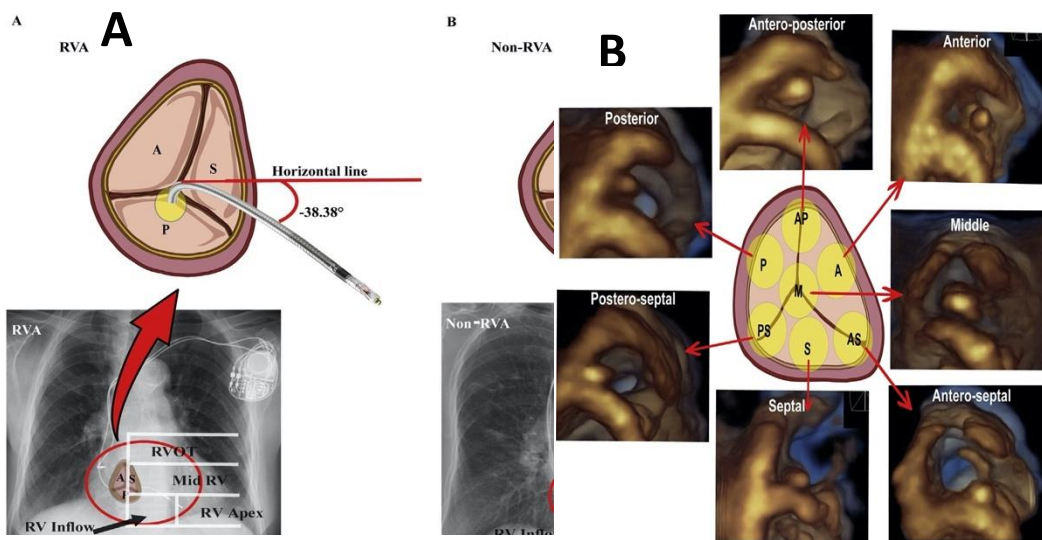 A
RVA
A
A
S
Horizontal line
-38.38°
P
RVA
RVOT
A S
P
Mid RV
RV Apex
RV Inflow
B
Non-RVA
B
Non-RVA
Antero-posterior
Anterior
Posterior
Middle
Postero-septal
AP
P
A
M
PS
AS
S
Septal
Antero-septal